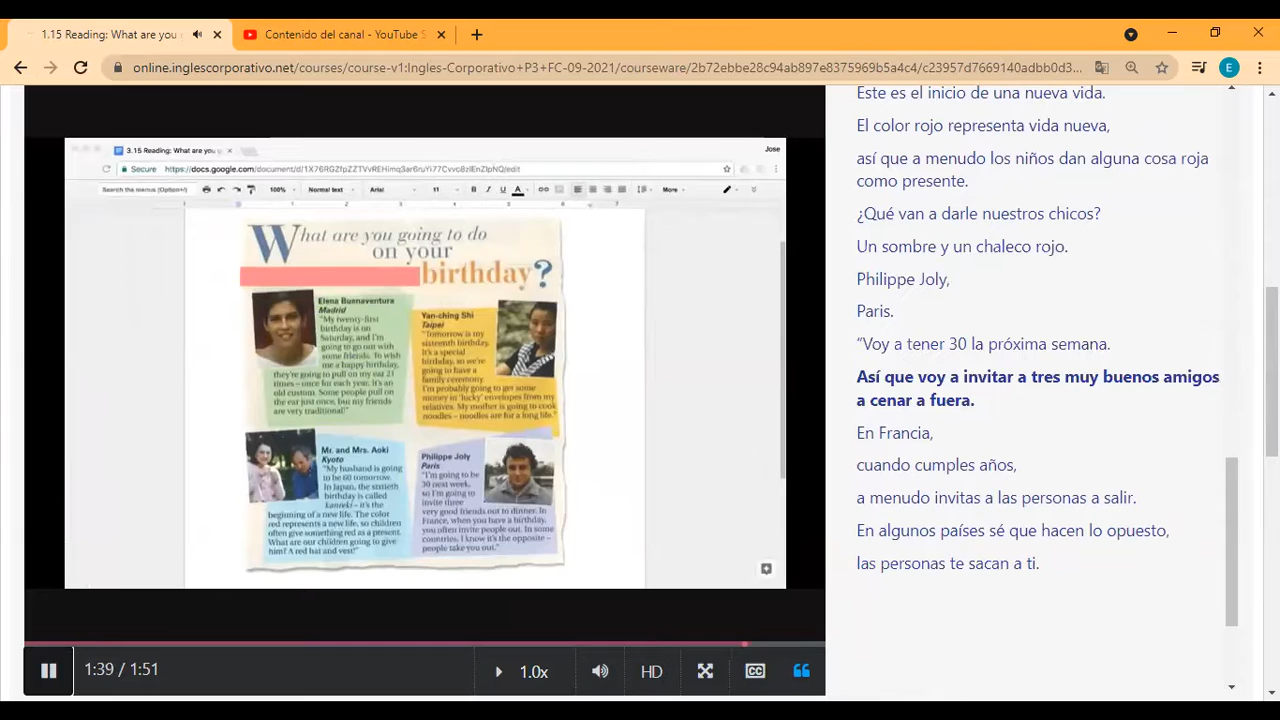 1.15 Reading: What are you
Contenido del canal - YouTube S
online.inglescorporativo.net/courses/course-v1:Ingles-Corporativo+P3+FC-09-2021/courseware/2b72ebbe28c94ab897e8375969b5a4c4/c23957d7669140adbb0d3...
E
3.15 Reading: What are you g
Jose
Secure
Search the menus (Option+/)
100%
Normal text
Arial
11
B I U A
More
What are you going to do
on your
birthday?
Elena Buenaventura
Madrid
"My twenty-first
birthday is on
Saturday, and I'm
going to go out with
some friends. To wish
me a happy birthday,
they're going to pull on my ear 21
times – once for each year. It's an
old custom. Some people pull on
the ear just once, but my friends
are very traditional!"
Yan-ching Shi
Taipei
"Tomorrow is my
sixteenth birthday.
It's a special
birthday, so we're
going to have a
family ceremony.
I'm probably going to get some
money in 'lucky' envelopes from my
relatives. My mother is going to cook
noodles – noodles are for a long life."
Mr. and Mrs. Aoki
Kyoto
"My husband is going
to be 60 tomorrow.
In Japan, the sixtieth
birthday is called
kanreki – it's the
beginning of a new life. The color
red represents a new life, so children
often give something red as a present.
What are our children going to give
him? A red hat and vest!"
Philippe Joly
Paris
"I'm going to be
30 next week,
so I'm going to
invite three
very good friends out to dinner. In
France, when you have a birthday,
you often invite people out. In some
countries, I know it's the opposite –
people take you out."
1:39 / 1:51
1.0x
HD
CC
Este es el inicio de una nueva vida.
El color rojo representa vida nueva,
así que a menudo los niños dan alguna cosa roja
como presente.
¿Qué van a darle nuestros chicos?
Un sombre y un chaleco rojo.
Philippe Joly,
Paris.
“Voy a tener 30 la próxima semana.
Así que voy a invitar a tres muy buenos amigos
a cenar a fuera.
En Francia,
cuando cumples años,
a menudo invitas a las personas a salir.
En algunos países sé que hacen lo opuesto,
las personas te sacan a ti.